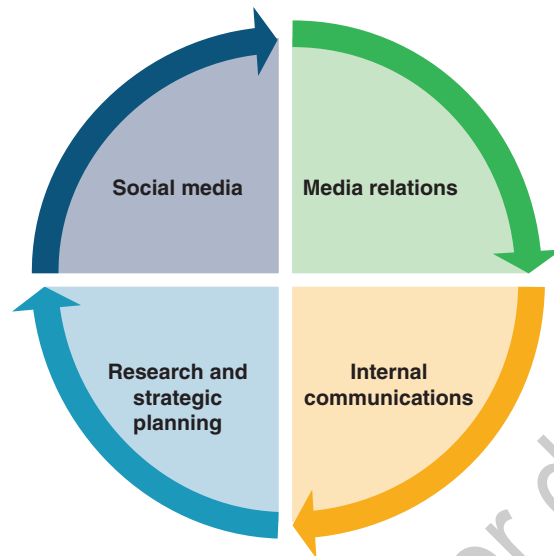 Social media
Media relations
Research and
strategic
planning
Internal
communications